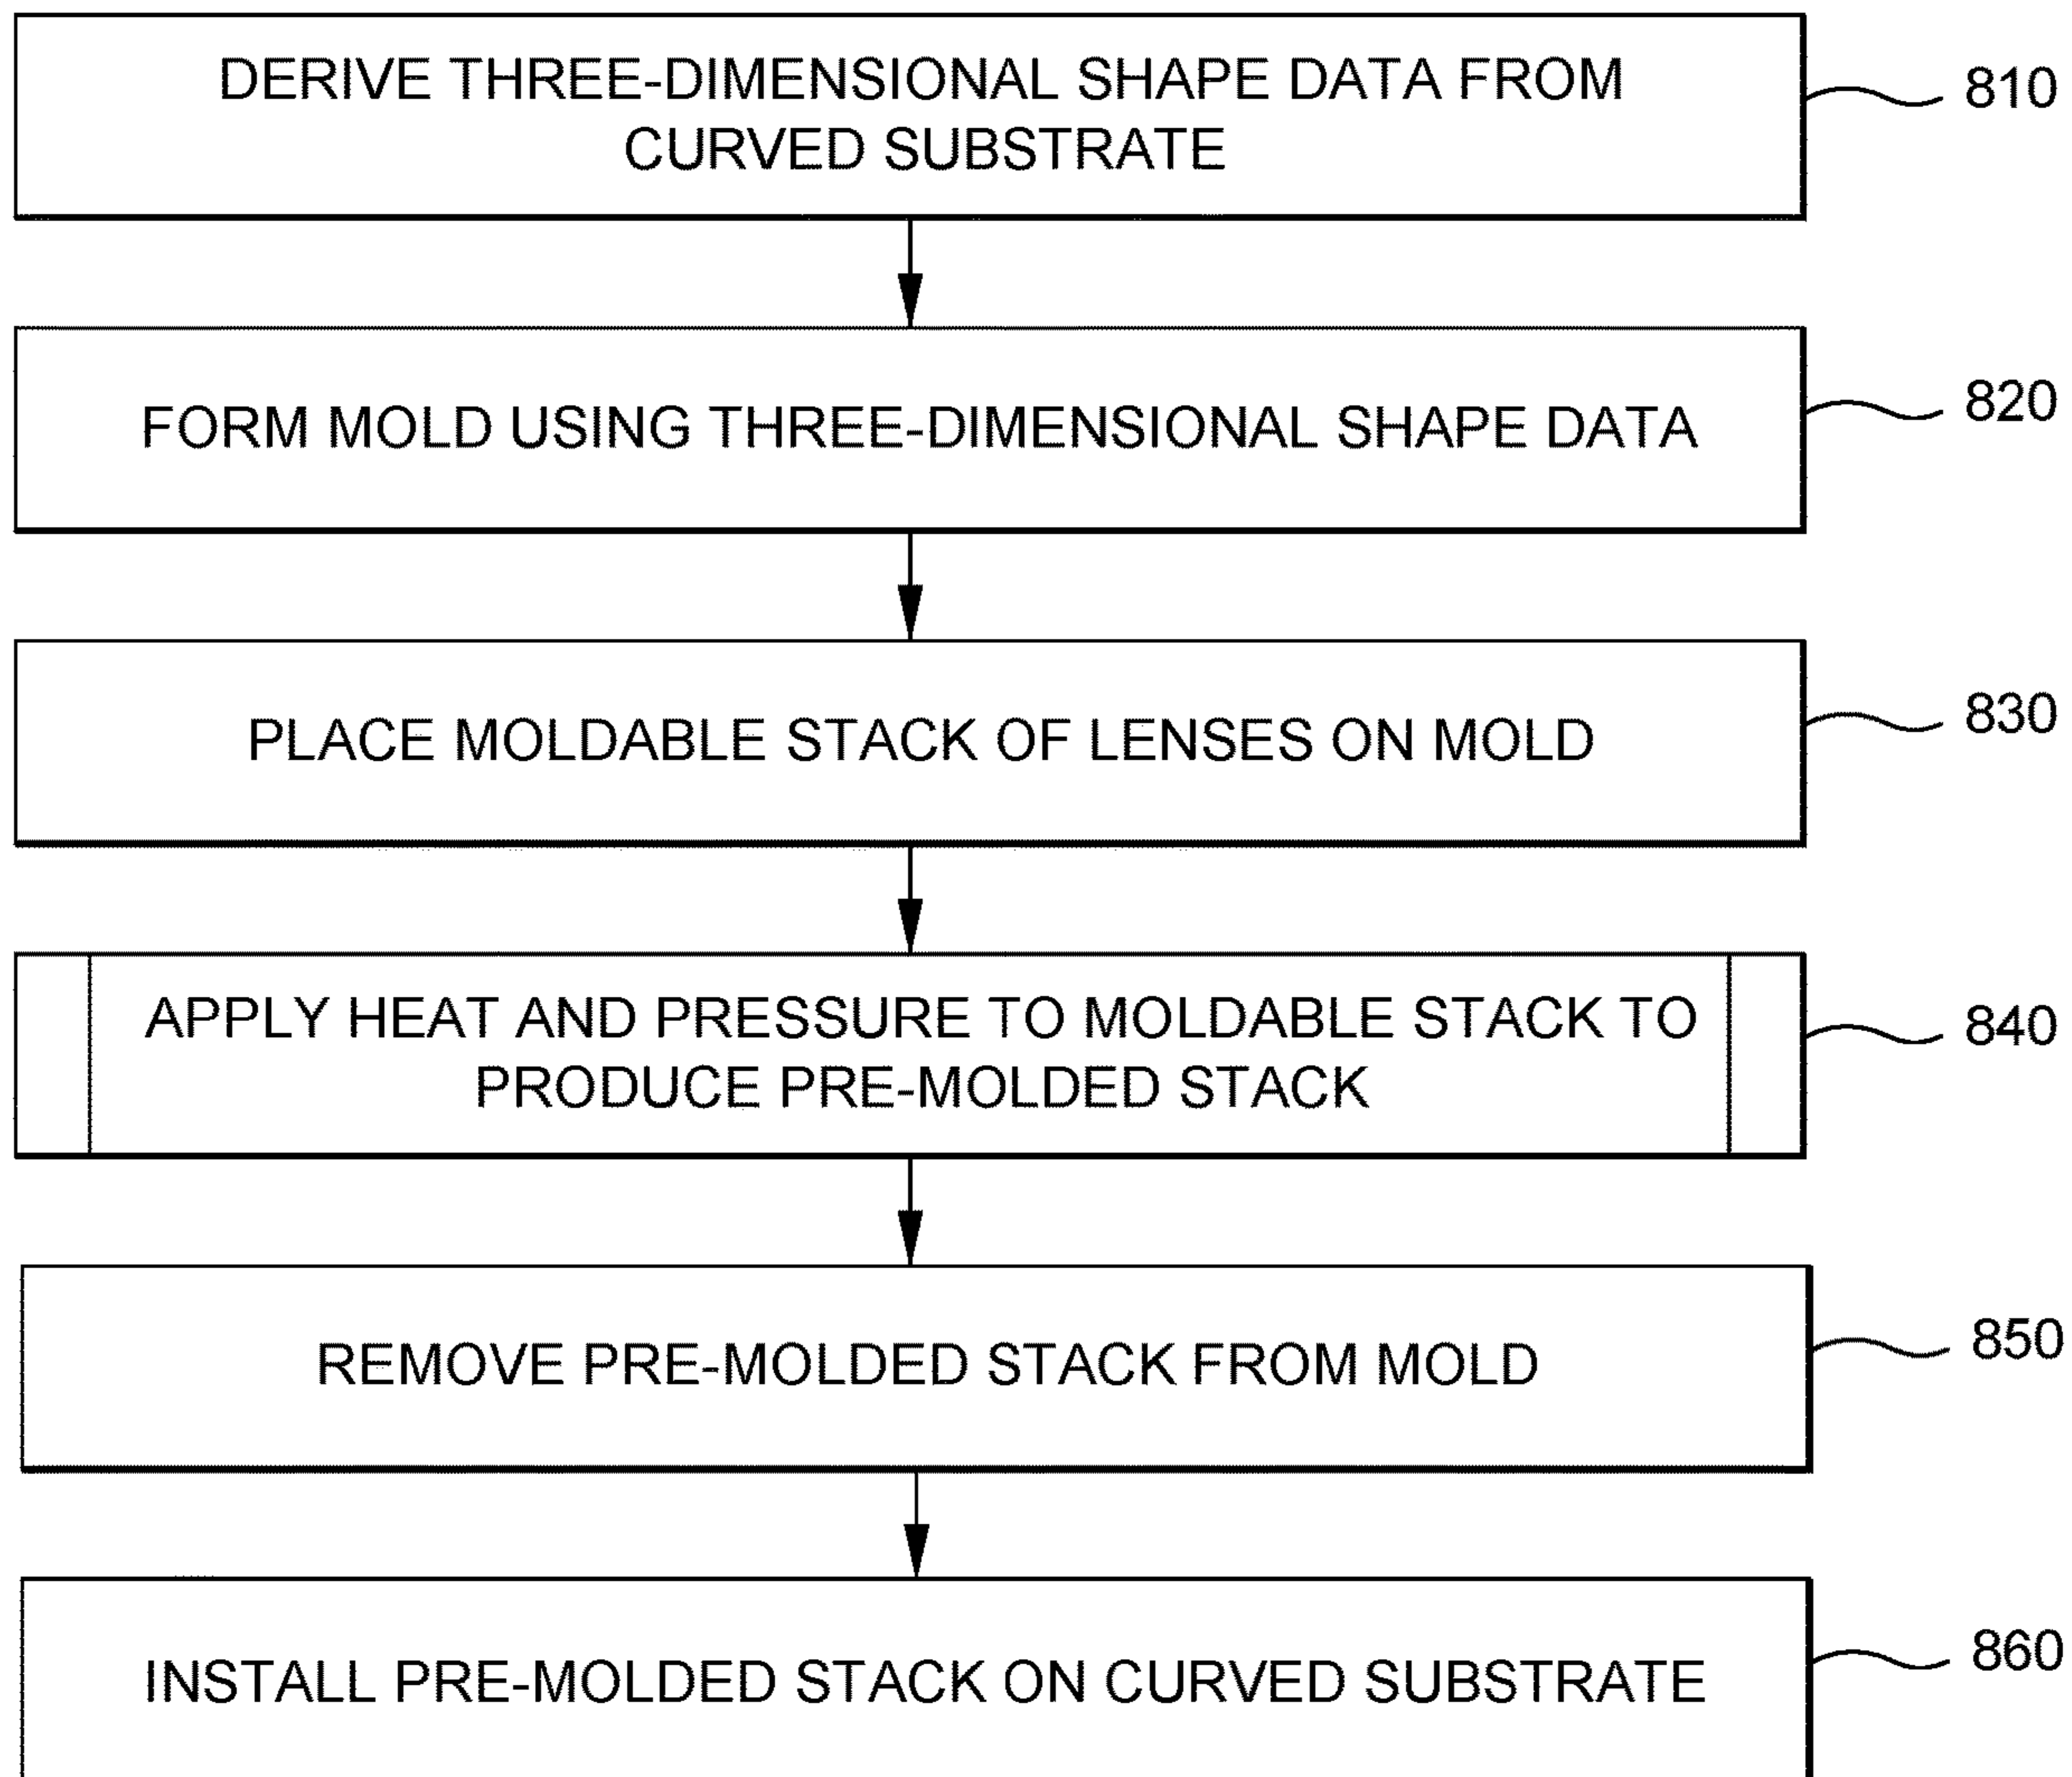 DERIVE THREE-DIMENSIONAL SHAPE DATA FROM
CURVED SUBSTRATE
810
FORM MOLD USING THREE-DIMENSIONAL SHAPE DATA
820
PLACE MOLDABLE STACK OF LENSES ON MOLD
830
APPLY HEAT AND PRESSURE TO MOLDABLE STACK TO
PRODUCE PRE-MOLDED STACK
840
REMOVE PRE-MOLDED STACK FROM MOLD
850
INSTALL PRE-MOLDED STACK ON CURVED SUBSTRATE
860